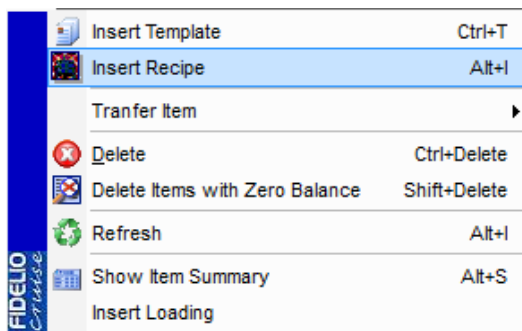 Insert Template Ctrl+T
Insert Recipe Alt+I
Tranfer Item
Delete Ctrl+Delete
Delete Items with Zero Balance Shift+Delete
Refresh Alt+I
Show Item Summary Alt+S
Insert Loading
FIDELIO
Cruise